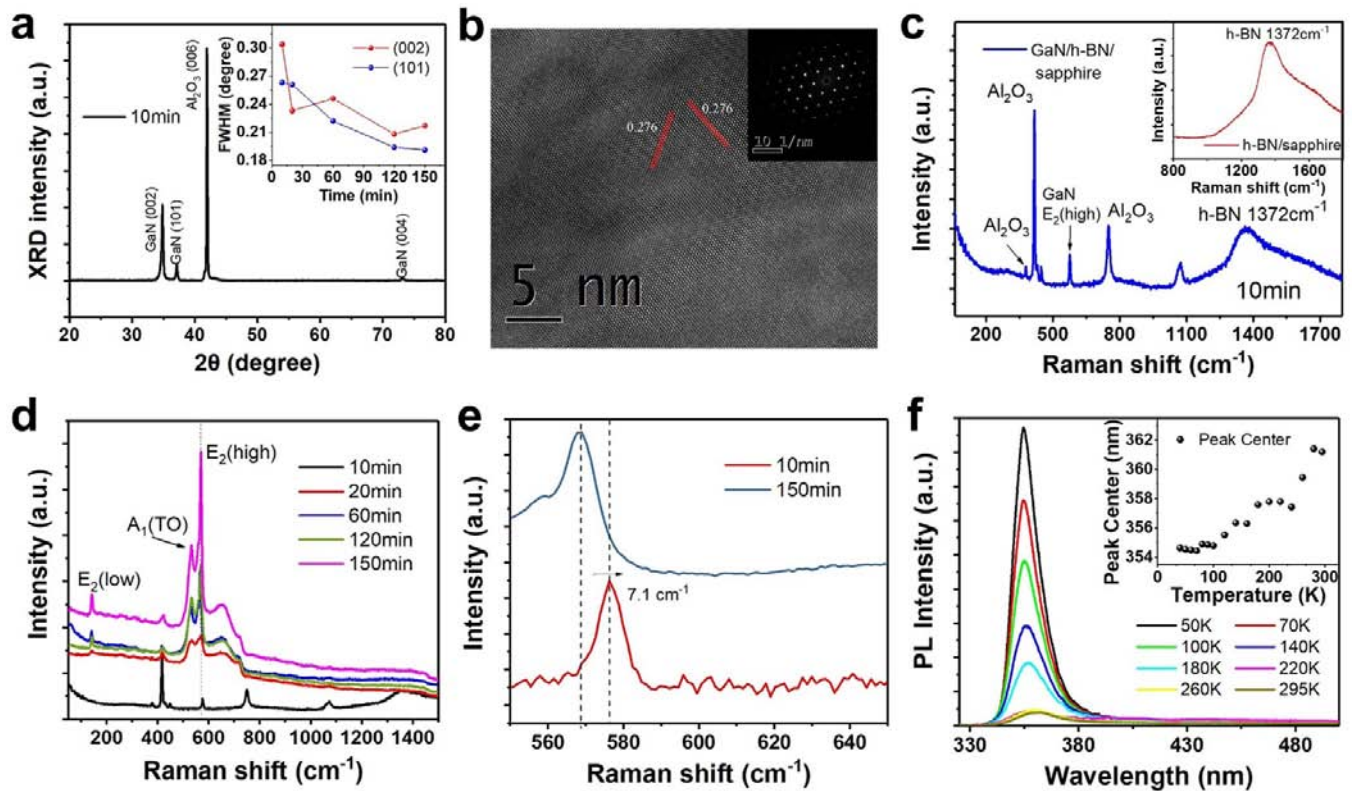 a
XRD intensity (a.u.)
10min
GaN (002)
GaN (101)
Al₂O₃ (006)
GaN (004)
20 30 40 50 60 70 80
2θ (degree)
0.30
0.27
0.24
0.21
0.18
FWHM (degree)
(002)
(101)
0 30 60 90 120 150
Time (min)
b
0.276
0.276
10 1/nm
5 nm
c
Intensity (a.u.)
GaN/h-BN/
sapphire
Al₂O₃
Al₂O₃
GaN
E₂(high)
Al₂O₃
h-BN 1372cm⁻¹
10min
200 500 800 1100 1400 1700
Raman shift (cm⁻¹)
h-BN 1372cm⁻¹
Intensity (a.u.)
h-BN/sapphire
800 1000 1200 1400 1600
Raman shift (cm⁻¹)
d
Intensity (a.u.)
E₂(high)
A₁(TO)
E₂(low)
10min
20min
60min
120min
150min
200 400 600 800 1000 1200 1400
Raman shift (cm⁻¹)
e
Intensity (a.u.)
10min
150min
7.1 cm⁻¹
560 580 600 620 640
Raman shift (cm⁻¹)
f
PL Intensity (a.u.)
362
360
358
356
354
Peak Center (nm)
Peak Center
0 100 200 300
Temperature (K)
50K 70K
100K 140K
180K 220K
260K 295K
330 380 430 480
Wavelength (nm)